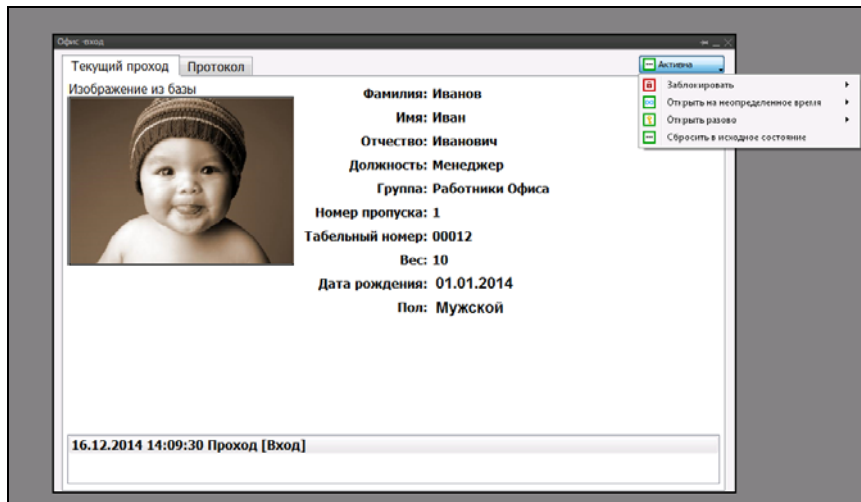 Офис -вход
Текущий проход
Протокол
Активна
Изображение из базы
Заблокировать
Открыть на неопределенное время
Открыть разово
Сбросить в исходное состояние
Фамилия: Иванов
Имя: Иван
Отчество: Иванович
Должность: Менеджер
Группа: Работники Офиса
Номер пропуска: 1
Табельный номер: 00012
Вес: 10
Дата рождения: 01.01.2014
Пол: Мужской
16.12.2014 14:09:30 Проход [Вход]